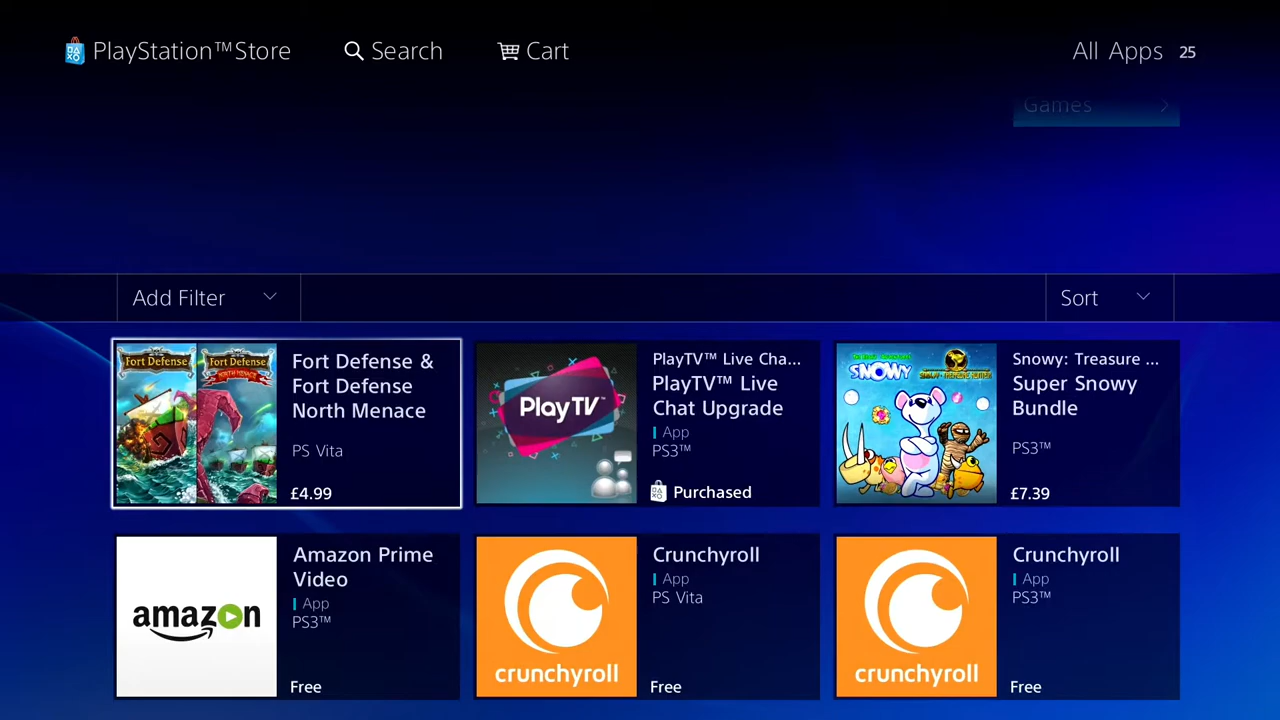 PlayStation™Store
Search
Cart
All Apps 25
Games
Add Filter
Sort
Fort Defense
Fort Defense
NORTH MENACE
Fort Defense &
Fort Defense
North Menace
PS Vita
£4.99
PlayTV™
PlayTV™ Live Cha...
PlayTV™ Live
Chat Upgrade
App
PS3™
Purchased
SNOWY
Snowy: Treasure ...
Super Snowy
Bundle
PS3™
£7.39
amazon
Amazon Prime
Video
App
PS3™
Free
crunchyroll
Crunchyroll
App
PS Vita
Free
crunchyroll
Crunchyroll
App
PS3™
Free